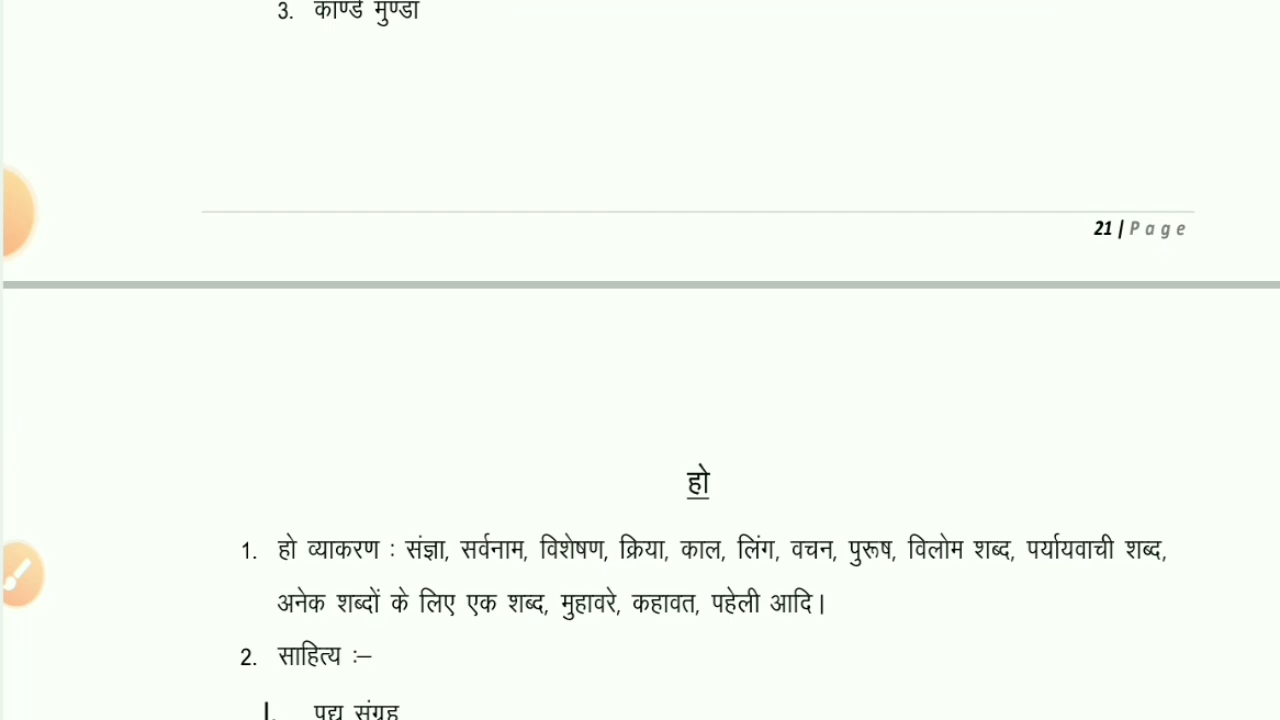 3. काण्डे मुण्डा
21 | Page
हो
1. हो व्याकरण : संज्ञा, सर्वनाम, विशेषण, क्रिया, काल, लिंग, वचन, पुरूष, विलोम शब्द, पर्यायवाची शब्द,
अनेक शब्दों के लिए एक शब्द, मुहावरे, कहावत, पहेली आदि।
2. साहित्य :–
I. पद्य संग्रह